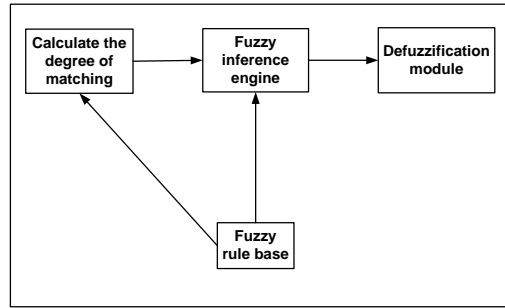 Calculate the
degree of
matching
Fuzzy
inference
engine
Defuzzification
module
Fuzzy
rule base